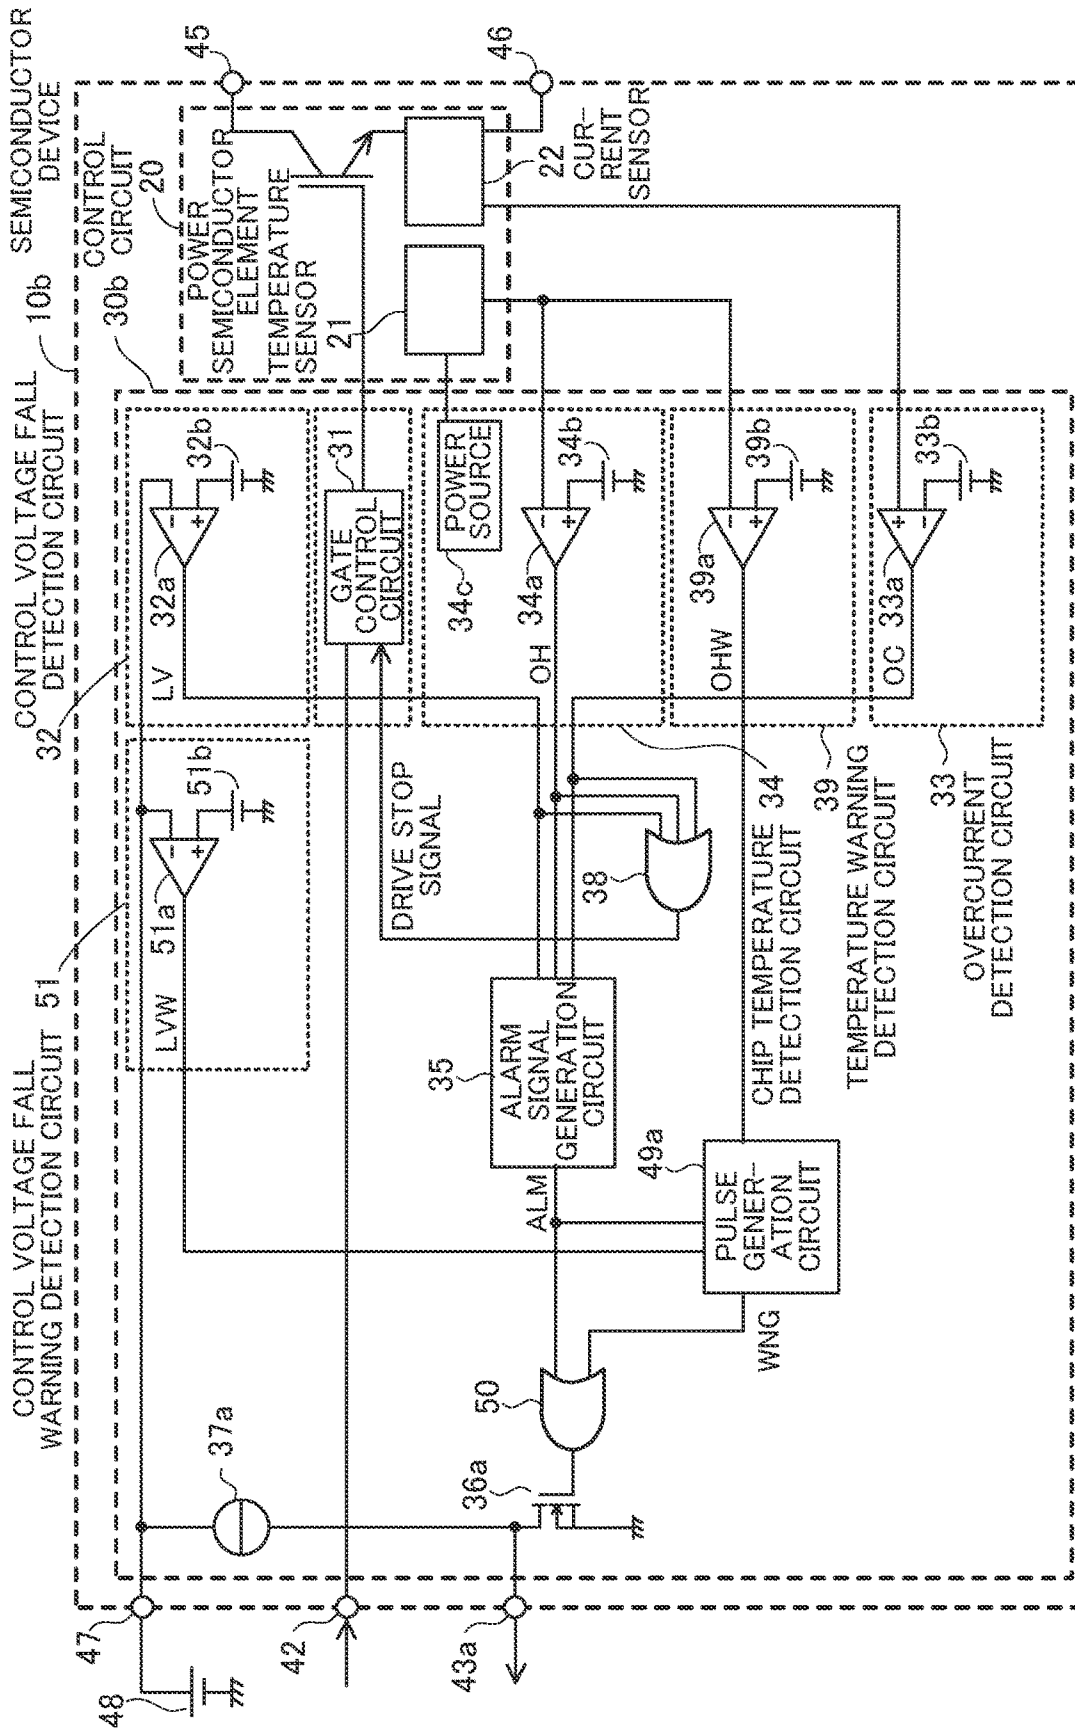 SEMICONDUCTOR
DEVICE
10b
CONTROL
CIRCUIT
30b
CONTROL VOLTAGE FALL
DETECTION CIRCUIT
32
CONTROL VOLTAGE FALL
WARNING DETECTION CIRCUIT 51
20
POWER
SEMICONDUCTOR
ELEMENT
TEMPERATURE
SENSOR
21
22
CUR-
RENT
SENSOR
45
46
47
48
42
43a
37a
36a
50
LVW
51a
51b
-
+
LV
32a
32b
-
+
GATE
CONTROL
CIRCUIT
31
DRIVE STOP
SIGNAL
POWER
SOURCE
34c
OH
34a
34b
-
+
OHW
39a
39b
-
+
OC
33a
33b
+
-
38
35
ALARM
SIGNAL
GENERATION
CIRCUIT
ALM
49a
PULSE
GENER-
ATION
CIRCUIT
WNG
CHIP TEMPERATURE 34
DETECTION CIRCUIT
39
TEMPERATURE WARNING
DETECTION CIRCUIT
33
OVERCURRENT
DETECTION CIRCUIT